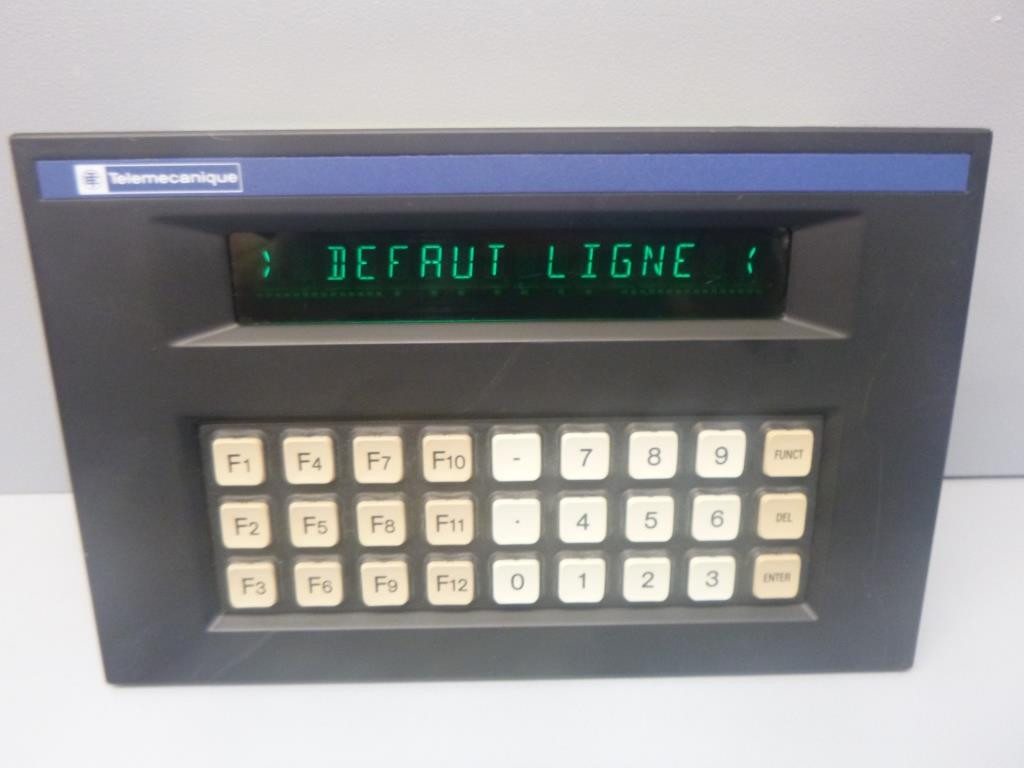 Telemecanique
> DEFAUT LIGNE <
F1 F4 F7 F10 - 7 8 9 FUNCT
F2 F5 F8 F11 . 4 5 6 DEL
F3 F6 F9 F12 0 1 2 3 ENTER